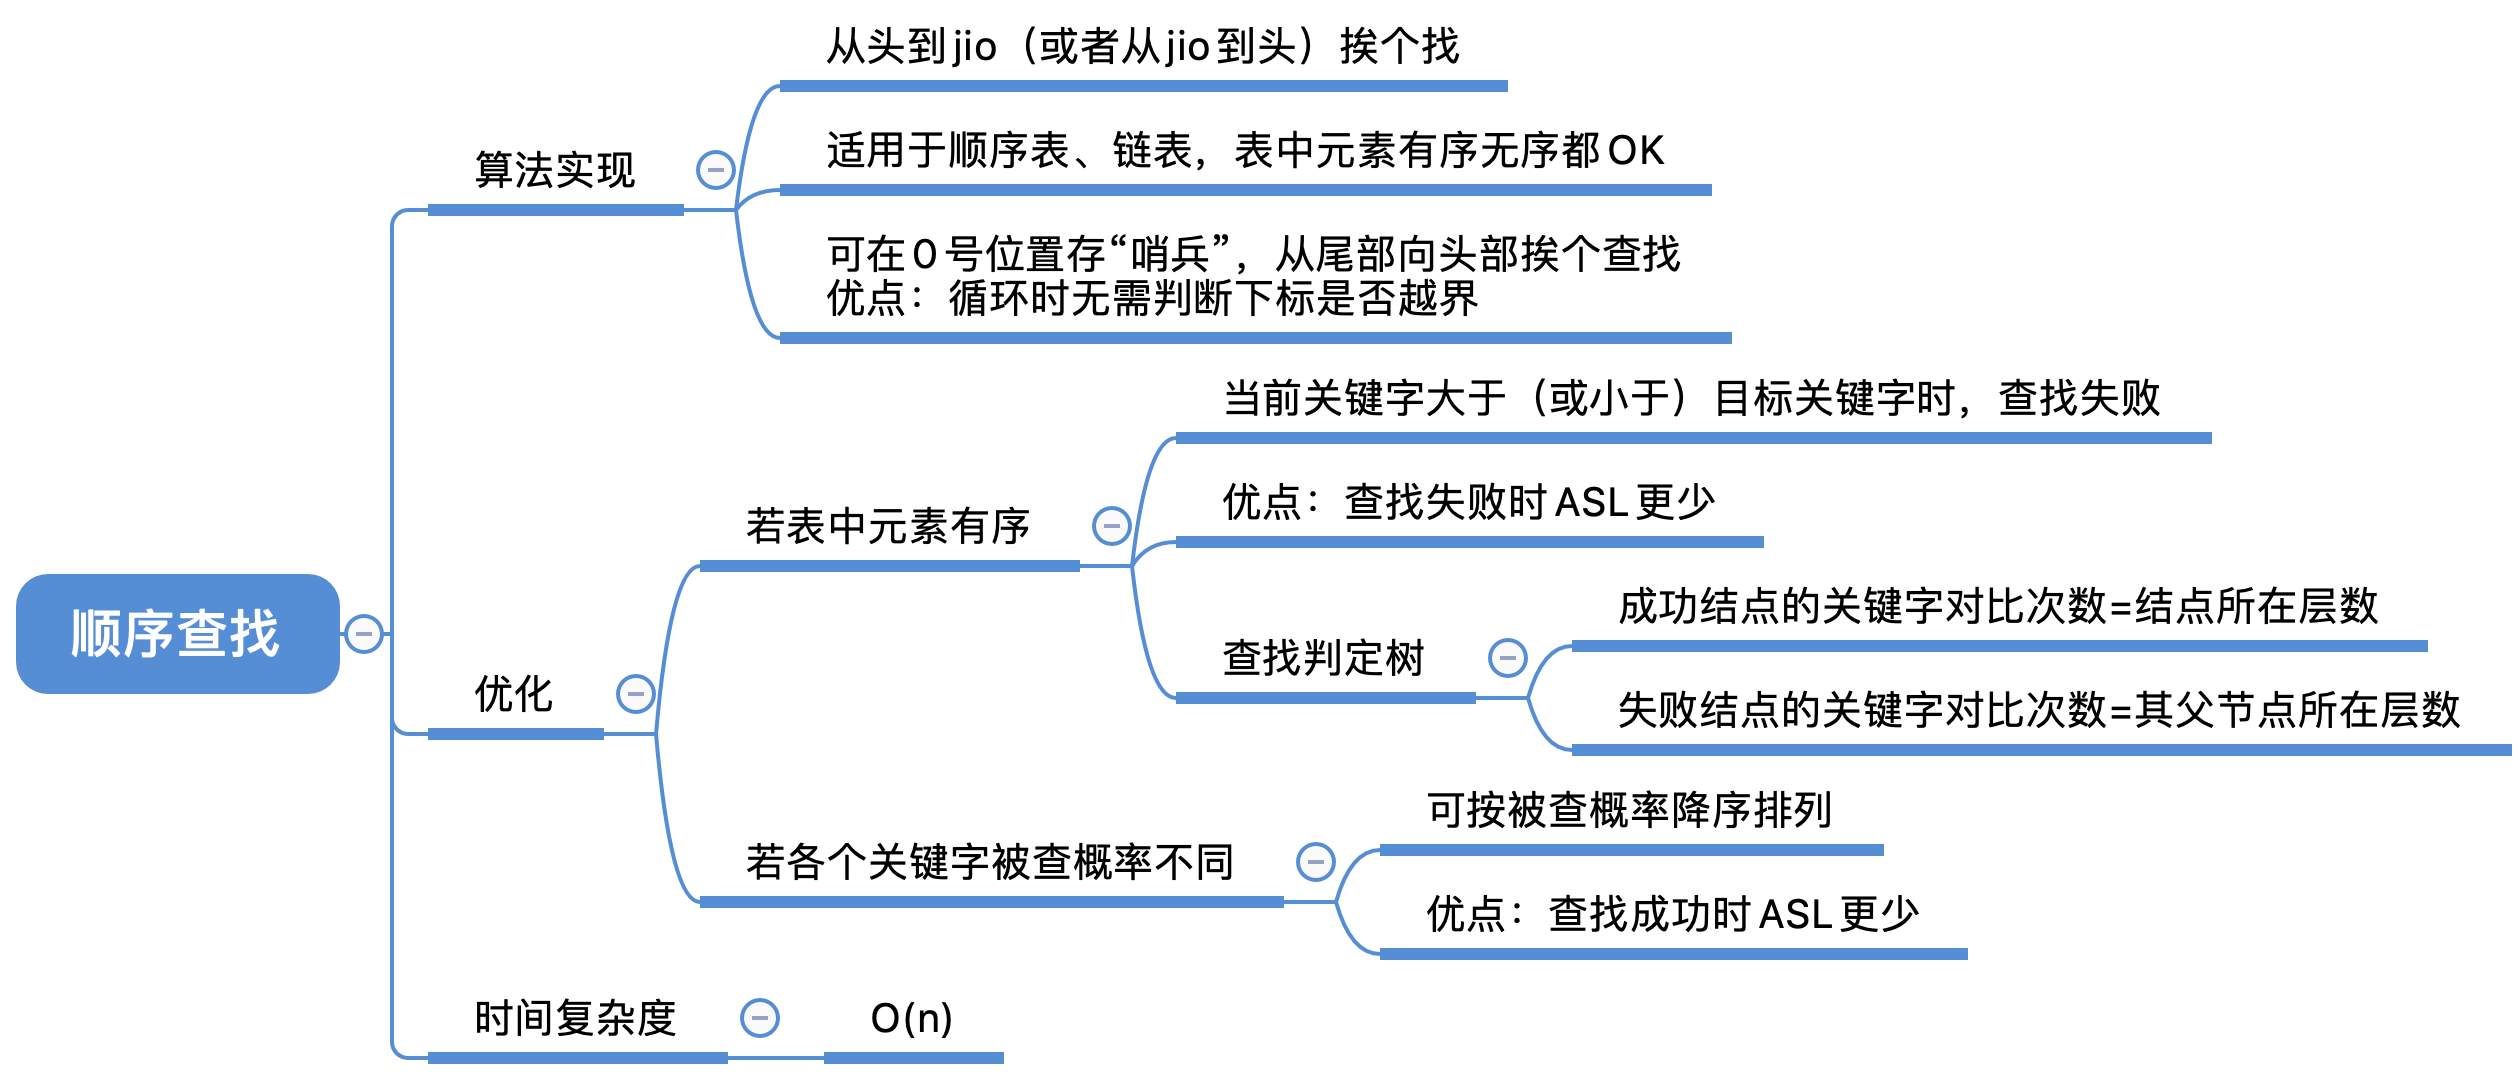 顺序查找
算法实现
从头到jio（或者从jio到头）挨个找
适用于顺序表、链表，表中元素有序无序都OK
可在0号位置存“哨兵”，从尾部向头部挨个查找
优点：循环时无需判断下标是否越界
优化
若表中元素有序
当前关键字大于（或小于）目标关键字时，查找失败
优点：查找失败时ASL更少
查找判定树
成功结点的关键字对比次数=结点所在层数
失败结点的关键字对比次数=其父节点所在层数
若各个关键字被查概率不同
可按被查概率降序排列
优点：查找成功时ASL更少
时间复杂度
O(n)